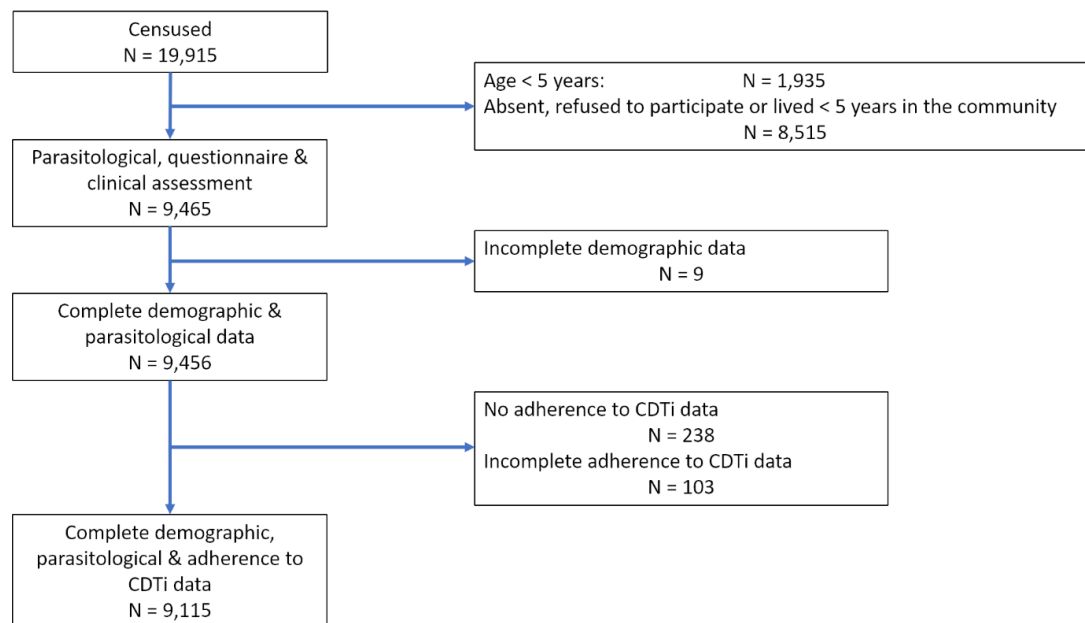 Censused
N = 19,915
Age < 5 years: N = 1,935
Absent, refused to participate or lived < 5 years in the community
N = 8,515
Parasitological, questionnaire &
clinical assessment
N = 9,465
Incomplete demographic data
N = 9
Complete demographic &
parasitological data
N = 9,456
No adherence to CDTi data
N = 238
Incomplete adherence to CDTi data
N = 103
Complete demographic,
parasitological & adherence to
CDTi data
N = 9,115